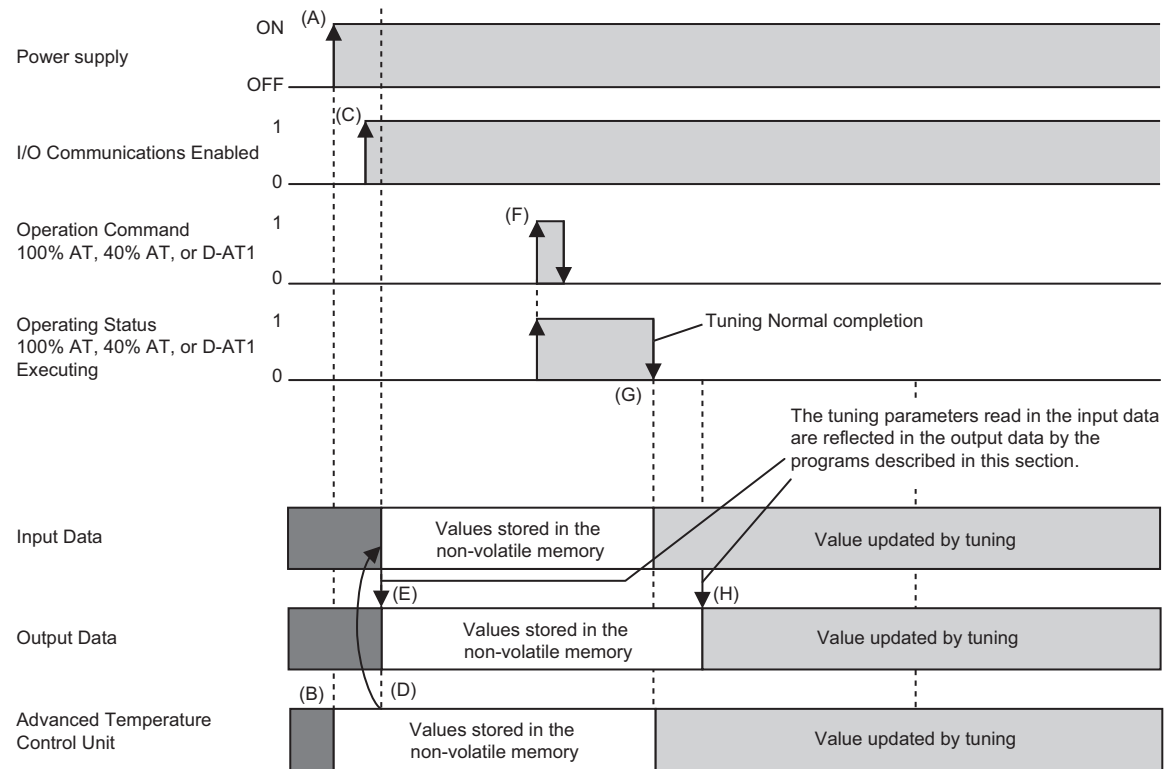 (A)
ON
Power supply
OFF
(C)
1
I/O Communications Enabled
0
(F)
Operation Command
1
100% AT, 40% AT, or D-AT1
0
Operating Status
1
100% AT, 40% AT, or D-AT1
Executing
0
Tuning Normal completion
(G)
The tuning parameters read in the input data
are reflected in the output data by the
programs described in this section.
Input Data
Values stored in the
non-volatile memory
Value updated by tuning
(E)
(H)
Output Data
Values stored in the
non-volatile memory
Value updated by tuning
(B)
(D)
Advanced Temperature
Control Unit
Values stored in the
non-volatile memory
Value updated by tuning